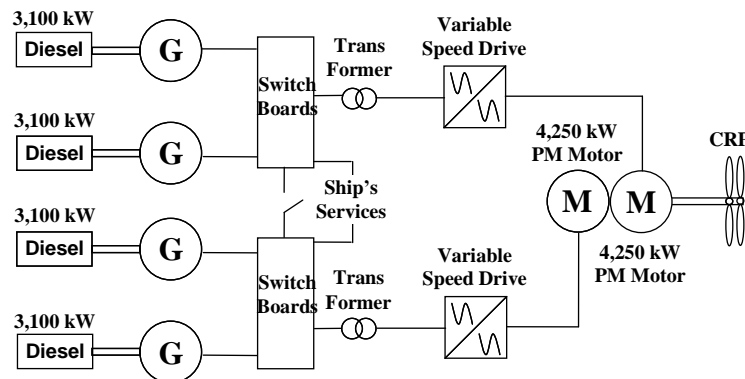 3,100 kW
Diesel
G
3,100 kW
Diesel
G
3,100 kW
Diesel
G
3,100 kW
Diesel
G
Switch
Boards
Ship's
Services
Switch
Boards
Trans
Former
Variable
Speed Drive
Trans
Former
Variable
Speed Drive
4,250 kW
PM Motor
M
M
4,250 kW
PM Motor